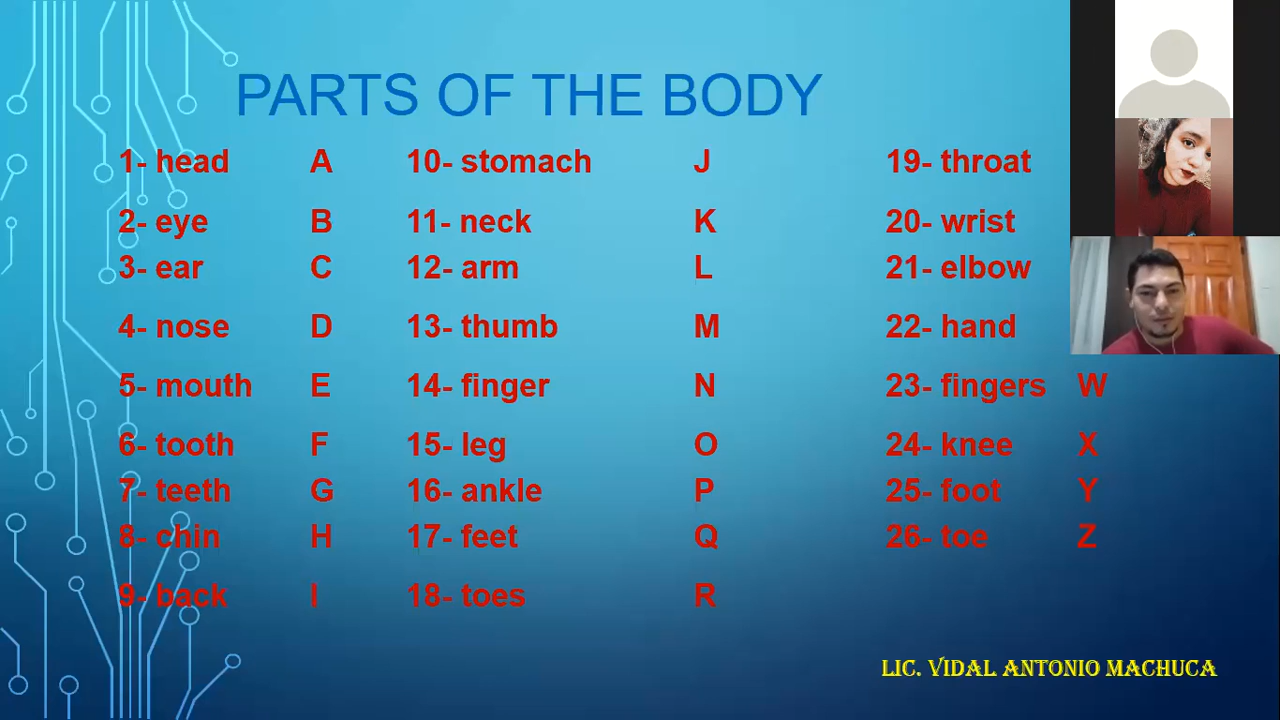 PARTS OF THE BODY
1- head A 10- stomach J 19- throat
2- eye B 11- neck K 20- wrist
3- ear C 12- arm L 21- elbow
4- nose D 13- thumb M 22- hand
5- mouth E 14- finger N 23- fingers W
6- tooth F 15- leg O 24- knee X
7- teeth G 16- ankle P 25- foot Y
8- chin H 17- feet Q 26- toe Z
9- back I 18- toes R
LIC. VIDAL ANTONIO MACHUCA